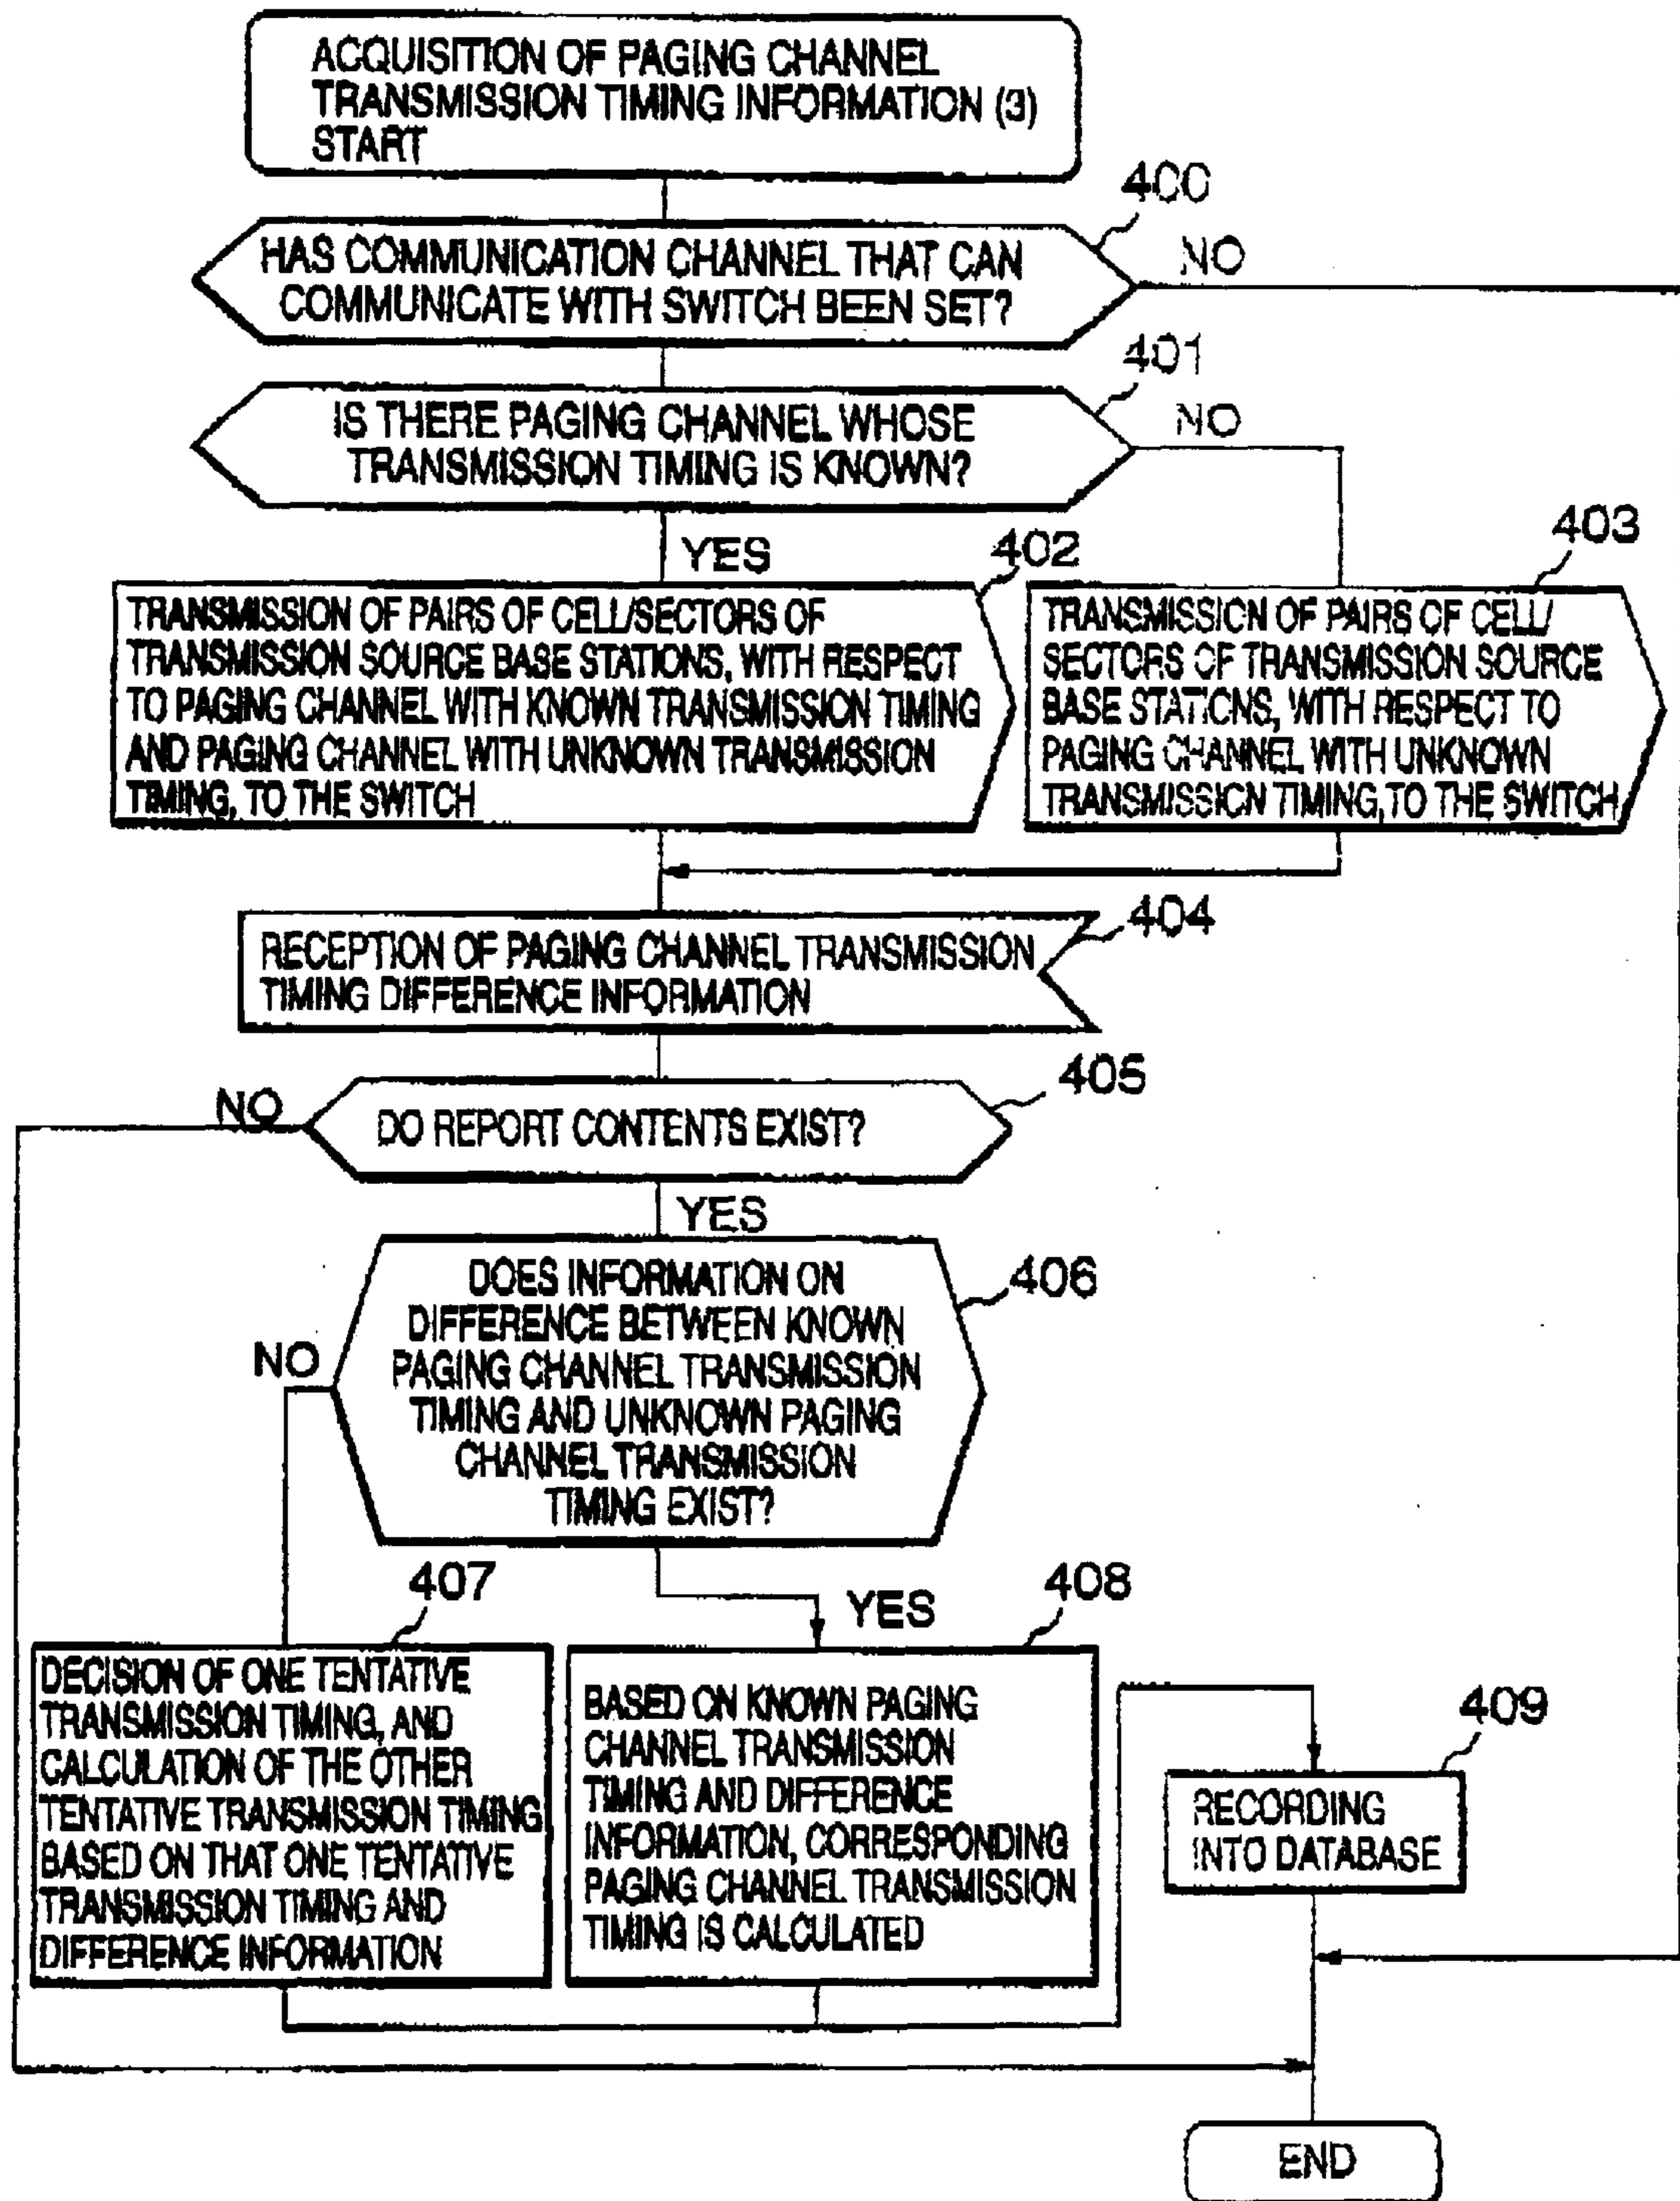 ACQUISITION OF PAGING CHANNEL
TRANSMISSION TIMING INFORMATION (3)
START
400
HAS COMMUNICATION CHANNEL THAT CAN
COMMUNICATE WITH SWITCH BEEN SET?
NO
401
IS THERE PAGING CHANNEL WHOSE
TRANSMISSION TIMING IS KNOWN?
NO
YES
402
TRANSMISSION OF PAIRS OF CELL/SECTORS OF
TRANSMISSION SOURCE BASE STATIONS, WITH RESPECT
TO PAGING CHANNEL WITH KNOWN TRANSMISSION TIMING
AND PAGING CHANNEL WITH UNKNOWN TRANSMISSION
TIMING, TO THE SWITCH
403
TRANSMISSION OF PAIRS OF CELL/
SECTORS OF TRANSMISSION SOURCE
BASE STATIONS, WITH RESPECT TO
PAGING CHANNEL WITH UNKNOWN
TRANSMISSION TIMING, TO THE SWITCH
404
RECEPTION OF PAGING CHANNEL TRANSMISSION
TIMING DIFFERENCE INFORMATION
405
NO
DO REPORT CONTENTS EXIST?
YES
406
DOES INFORMATION ON
DIFFERENCE BETWEEN KNOWN
PAGING CHANNEL TRANSMISSION
TIMING AND UNKNOWN PAGING
CHANNEL TRANSMISSION
TIMING EXIST?
NO
YES
407
DECISION OF ONE TENTATIVE
TRANSMISSION TIMING, AND
CALCULATION OF THE OTHER
TENTATIVE TRANSMISSION TIMING
BASED ON THAT ONE TENTATIVE
TRANSMISSION TIMING AND
DIFFERENCE INFORMATION
408
BASED ON KNOWN PAGING
CHANNEL TRANSMISSION
TIMING AND DIFFERENCE
INFORMATION, CORRESPONDING
PAGING CHANNEL TRANSMISSION
TIMING IS CALCULATED
409
RECORDING
INTO DATABASE
END